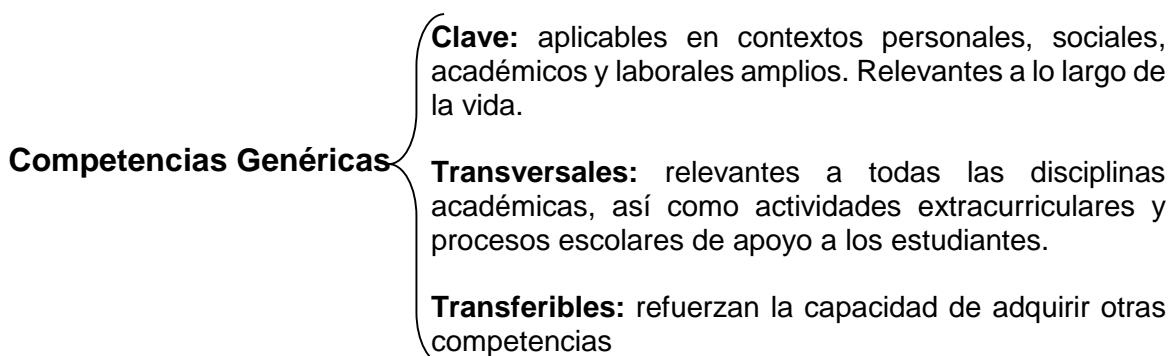 Clave: aplicables en contextos personales, sociales,
académicos y laborales amplios. Relevantes a lo largo de
la vida.
Competencias Genéricas
Transversales: relevantes a todas las disciplinas
académicas, así como actividades extracurriculares y
procesos escolares de apoyo a los estudiantes.
Transferibles: refuerzan la capacidad de adquirir otras
competencias